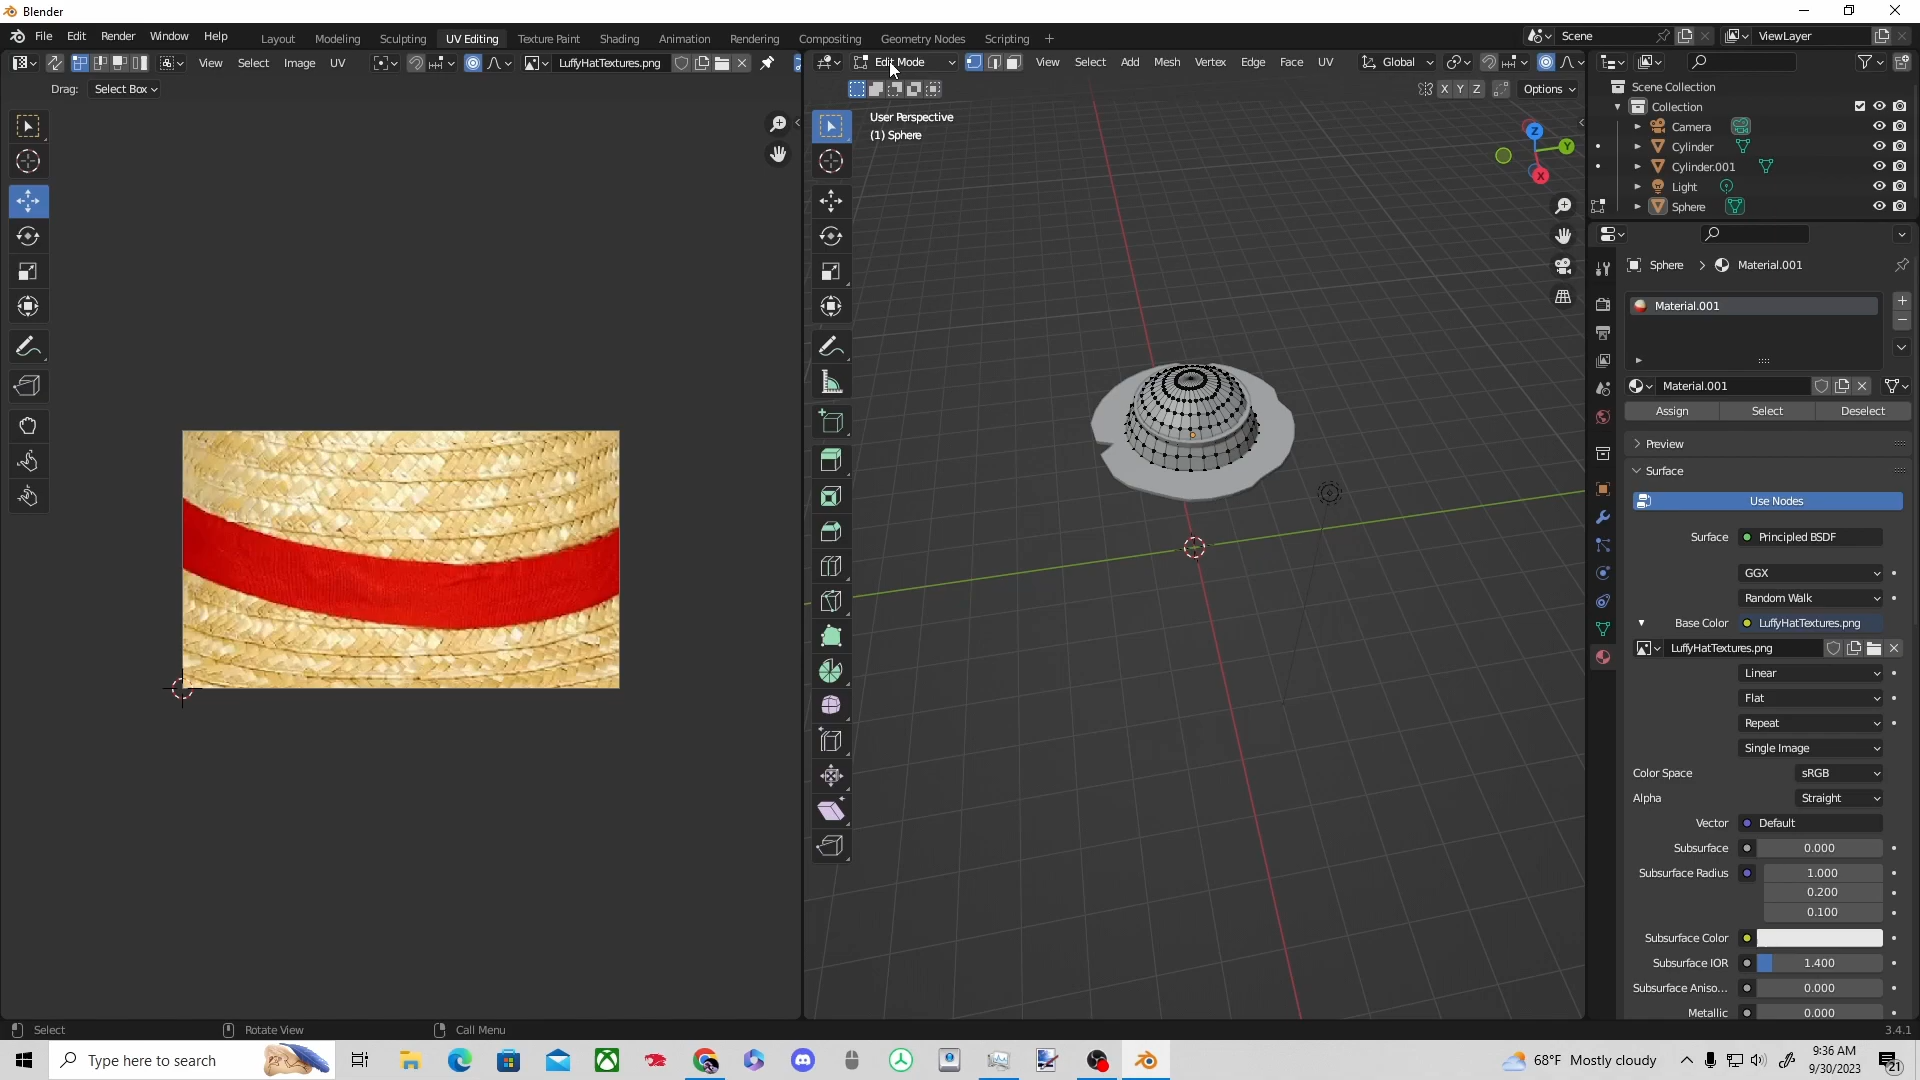 Blender
File Edit Render Window Help
Layout Modeling Sculpting UV Editing Texture Paint Shading Animation Rendering Compositing Geometry Nodes Scripting
Scene
ViewLayer
View Select Image UV
LuffyHatTextures.png
Edit Mode
View Select Add Mesh Vertex Edge Face UV
Global
Drag: Select Box
X Y Z
Options
User Perspective
(1) Sphere
Z
Y
X
Scene Collection
Collection
Camera
Cylinder
Cylinder.001
Light
Sphere
Sphere > Material.001
Material.001
Material.001
Assign Select Deselect
Preview
Surface
Use Nodes
Surface Principled BSDF
GGX
Random Walk
Base Color LuffyHatTextures.png
LuffyHatTextures.png
Linear
Flat
Repeat
Single Image
Color Space sRGB
Alpha Straight
Vector Default
Subsurface 0.000
Subsurface Radius 1.000
0.200
0.100
Subsurface Color
Subsurface IOR 1.400
Subsurface Aniso... 0.000
Metallic 0.000
Select Rotate View Call Menu
3.4.1
Type here to search
68°F Mostly cloudy
9:36 AM
9/30/2023
21